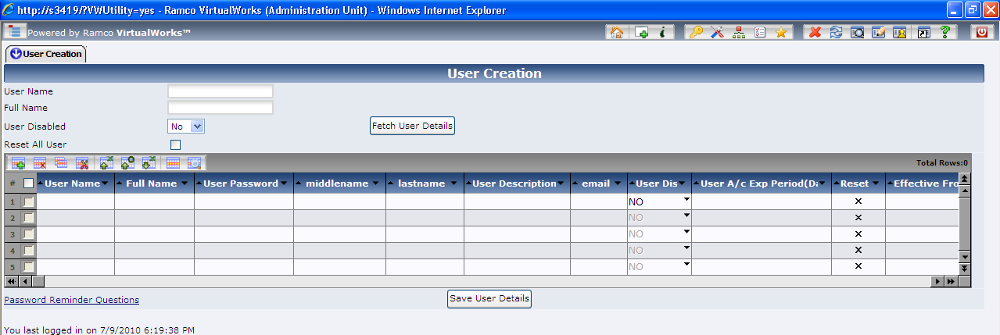 http://s3419/?VWUtility=yes - Ramco VirtualWorks (Administration Unit) - Windows Internet Explorer
Powered by Ramco VirtualWorks™
User Creation
User Creation
User Name
Full Name
User Disabled No Fetch User Details
Reset All User
Total Rows:0
# User Name Full Name User Password middlename lastname User Description email User Dis User A/c Exp Period(Da Reset Effective Fro
1 NO
2 NO
3 NO
4 NO
5 NO
Password Reminder Questions Save User Details
You last logged in on 7/9/2010 6:19:38 PM